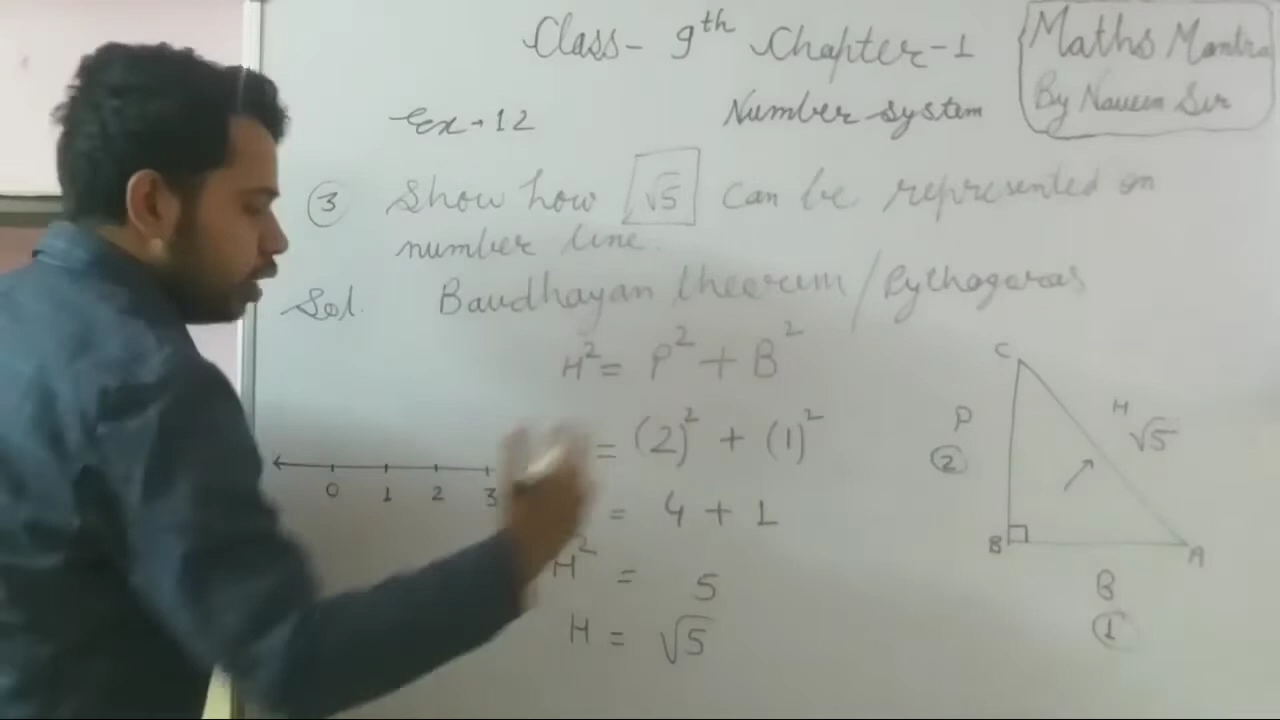 Class- 9th Chapter-1
Maths Mantra
By Naveen Sir
Ex-12
Number system
③ Show how √5 can be represented on
number line.
Sol. Baudhayan theorem/Pythagoras
H² = P² + B²
= (2)² + (1)²
= 4 + 1
H² = 5
H = √5
0 1 2 3
C
P
②
H
√5
B
A
B
①